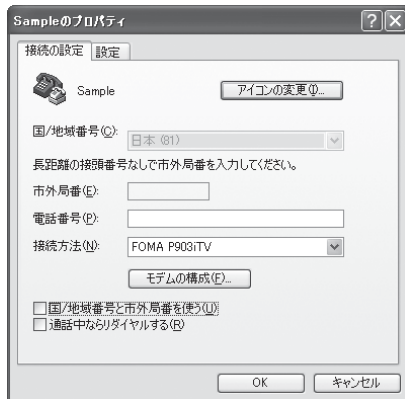 Sampleのプロパティ
接続の設定 設定
Sample
アイコンの変更(I)...
国/地域番号(C):
日本 (81)
長距離の接頭番号なしで市外局番を入力してください。
市外局番(E):
電話番号(P):
接続方法(N): FOMA P903iTV
モデムの構成(F)...
国/地域番号と市外局番を使う(U)
通話中ならリダイヤルする(R)
OK キャンセル